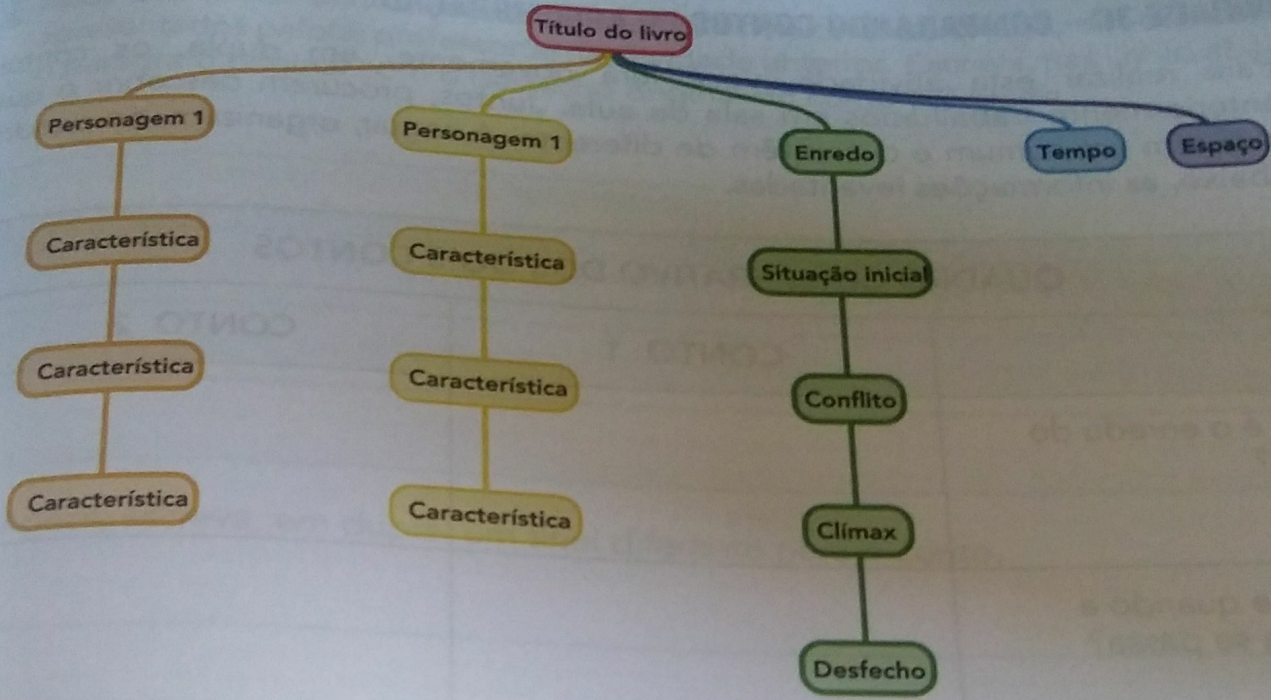 Título do livro
Personagem 1
Característica
Característica
Característica
Personagem 1
Característica
Característica
Característica
Enredo
Situação inicial
Conflito
Clímax
Desfecho
Tempo
Espaço